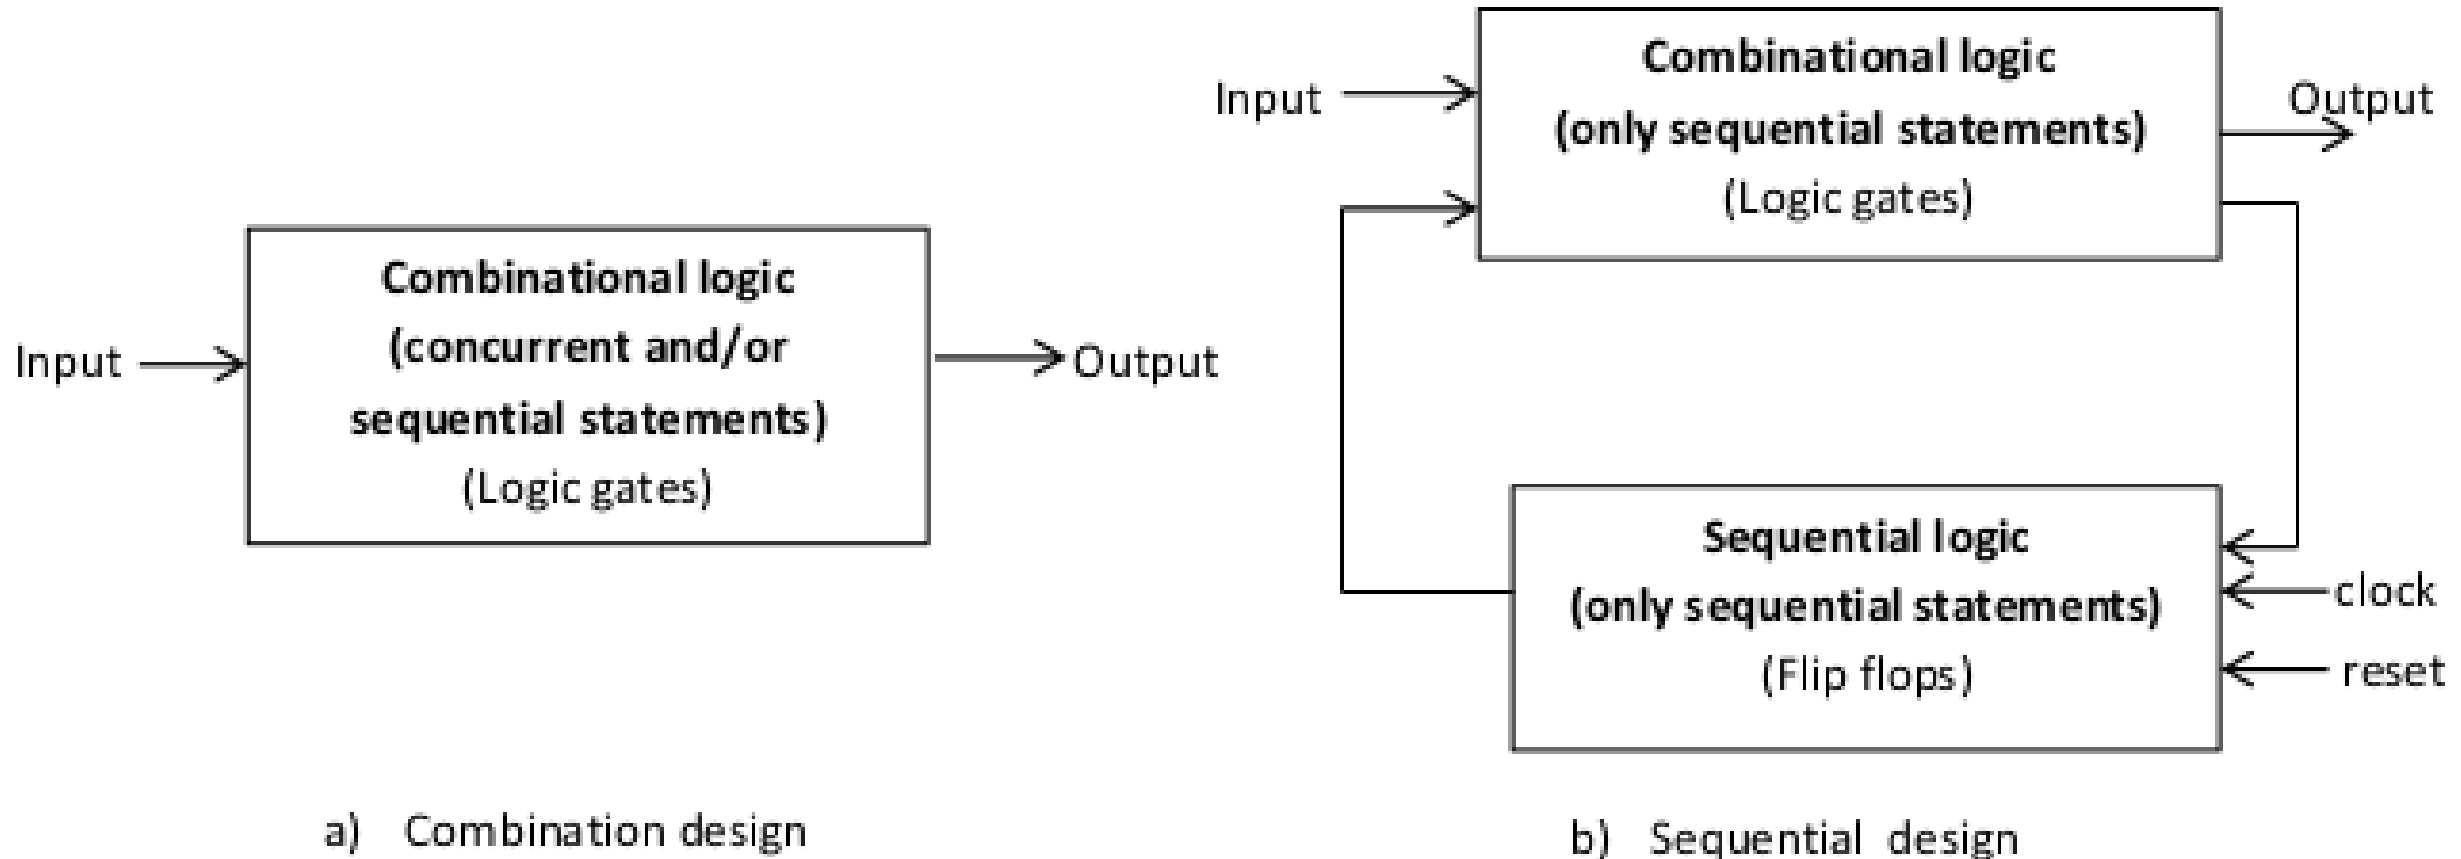 Input
Combinational logic
(concurrent and/or
sequential statements)
(Logic gates)
Output
a) Combination design
Input
Combinational logic
(only sequential statements)
(Logic gates)
Output
Sequential logic
(only sequential statements)
(Flip flops)
clock
reset
b) Sequential design